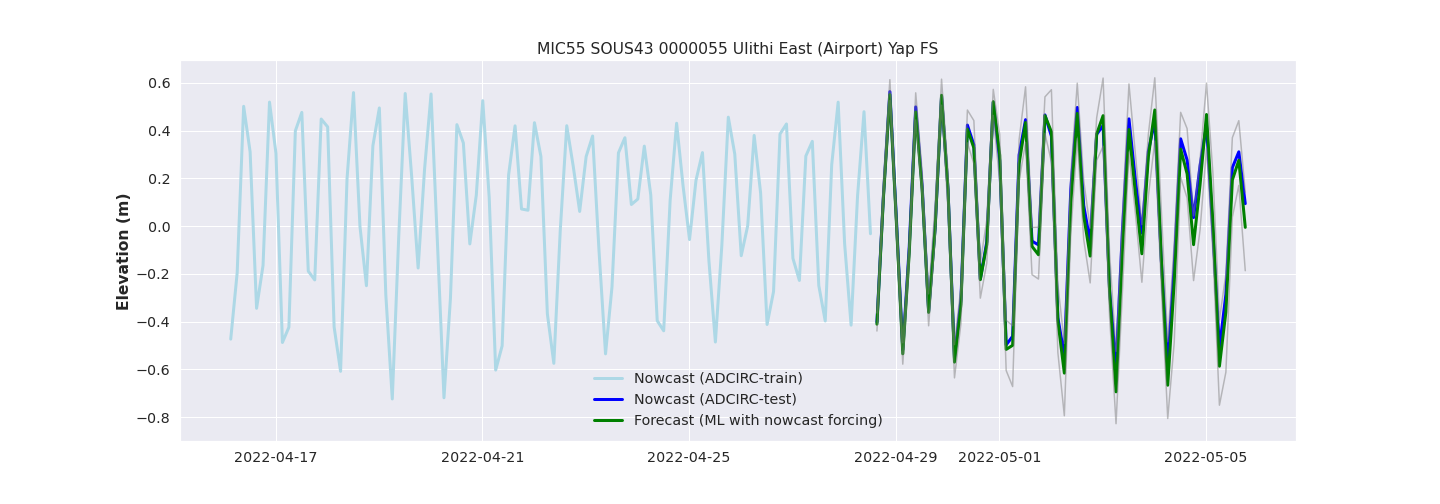 MIC55 SOUS43 0000055 Ulithi East (Airport) Yap FS
Elevation (m)
0.6
0.4
0.2
0.0
−0.2
−0.4
−0.6
−0.8
Nowcast (ADCIRC-train)
Nowcast (ADCIRC-test)
Forecast (ML with nowcast forcing)
2022-04-17 2022-04-21 2022-04-25 2022-04-29 2022-05-01 2022-05-05